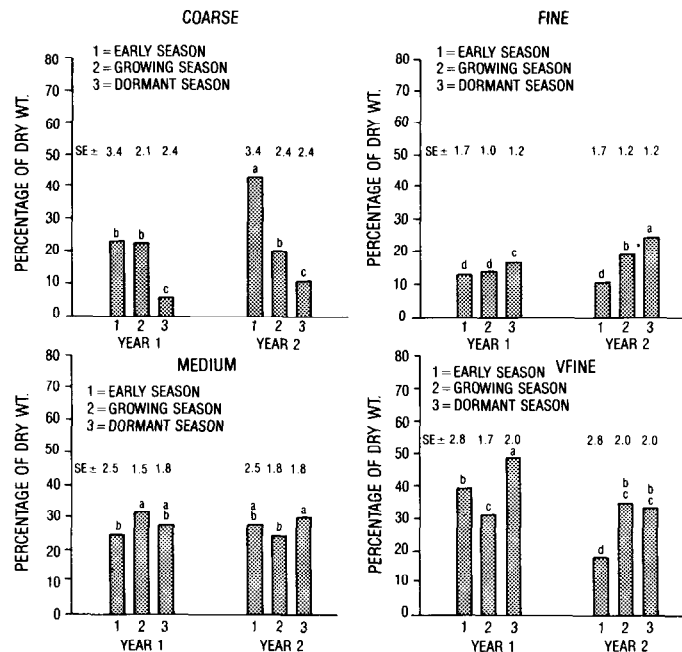 COARSE
1 = EARLY SEASON
2 = GROWING SEASON
3 = DORMANT SEASON
PERCENTAGE OF DRY WT.
80
70
60
50
40
30
20
10
0
SE ± 3.4 2.1 2.4 3.4 2.4 2.4
b b c a b c
1 2 3 1 2 3
YEAR 1 YEAR 2
FINE
1 = EARLY SEASON
2 = GROWING SEASON
3 = DORMANT SEASON
PERCENTAGE OF DRY WT.
80
70
60
50
40
30
20
10
0
SE ± 1.7 1.0 1.2 1.7 1.2 1.2
d d c d b a
1 2 3 1 2 3
YEAR 1 YEAR 2
MEDIUM
1 = EARLY SEASON
2 = GROWING SEASON
3 = DORMANT SEASON
PERCENTAGE OF DRY WT.
80
70
60
50
40
30
20
10
0
SE ± 2.5 1.5 1.8 2.5 1.8 1.8
a a a a
b b b b
1 2 3 1 2 3
YEAR 1 YEAR 2
VFINE
1 = EARLY SEASON
2 = GROWING SEASON
3 = DORMANT SEASON
PERCENTAGE OF DRY WT.
80
70
60
50
40
30
20
10
0
SE ± 2.8 1.7 2.0 2.8 2.0 2.0
b c a d b b
c c
1 2 3 1 2 3
YEAR 1 YEAR 2